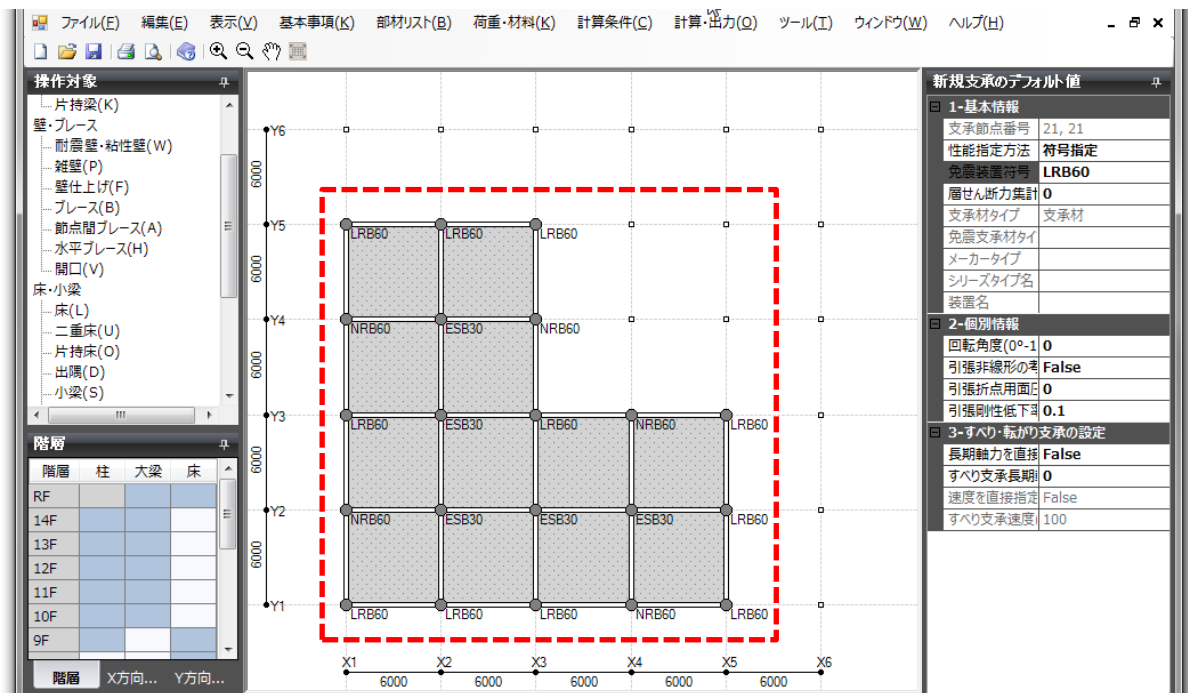 ファイル(F) 編集(E) 表示(V) 基本事項(K) 部材リスト(B) 荷重・材料(K) 計算条件(C) 計算・出力(O) ツール(T) ウィンドウ(W) ヘルプ(H)
操作対象
片持梁(K)
壁・ブレース
耐震壁・粘性壁(W)
雑壁(P)
壁仕上げ(F)
ブレース(B)
節点間ブレース(A)
水平ブレース(H)
開口(V)
床・小梁
床(L)
二重床(U)
片持床(O)
出隅(D)
小梁(S)
階層
階層 柱 大梁 床
RF
14F
13F
12F
11F
10F
9F
階層 X方向... Y方向...
Y6
6000
Y5 LRB60 LRB60 LRB60
6000
Y4 NRB60 ESB30 NRB60
6000
Y3 LRB60 ESB30 LRB60 NRB60 LRB60
6000
Y2 NRB60 ESB30 ESB30 ESB30 LRB60
6000
Y1 LRB60 LRB60 LRB60 NRB60 LRB60
X1 X2 X3 X4 X5 X6
6000 6000 6000 6000 6000
新規支承のデフォルト値
1-基本情報
支承節点番号 21, 21
性能指定方法 符号指定
免震装置符号 LRB60
層せん断力集計 0
支承材タイプ 支承材
免震支承材タイ
メーカータイプ
シリーズタイプ名
装置名
2-個別情報
回転角度(0°-1 0
引張非線形の考 False
引張折点用面圧 0
引張剛性低下率 0.1
3-すべり・転がり支承の設定
長期軸力を直接 False
すべり支承長期 0
速度を直接指定 False
すべり支承速度( 100